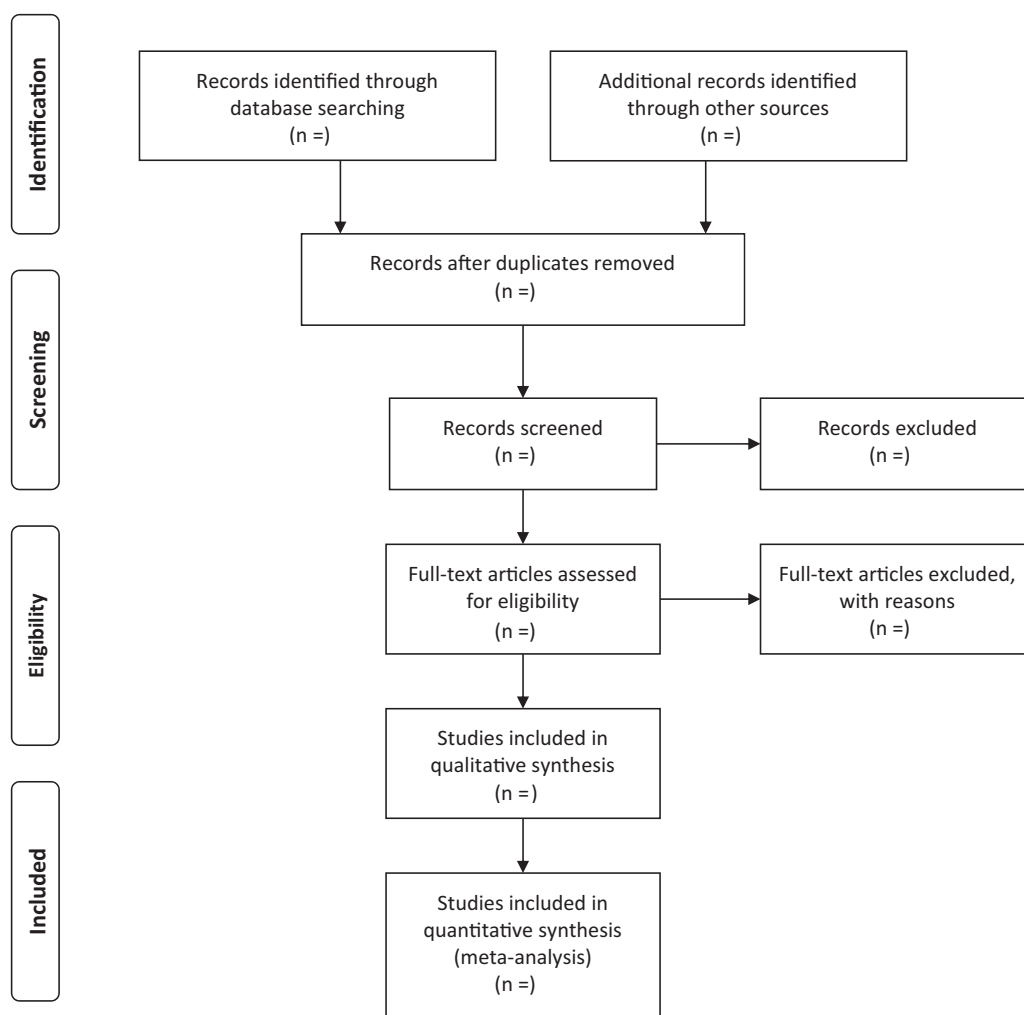 Identification
Records identified through
database searching
(n =)
Additional records identified
through other sources
(n =)
Records after duplicates removed
(n =)
Screening
Records screened
(n =)
Records excluded
(n =)
Eligibility
Full-text articles assessed
for eligibility
(n =)
Full-text articles excluded,
with reasons
(n =)
Studies included in
qualitative synthesis
(n =)
Included
Studies included in
quantitative synthesis
(meta-analysis)
(n =)